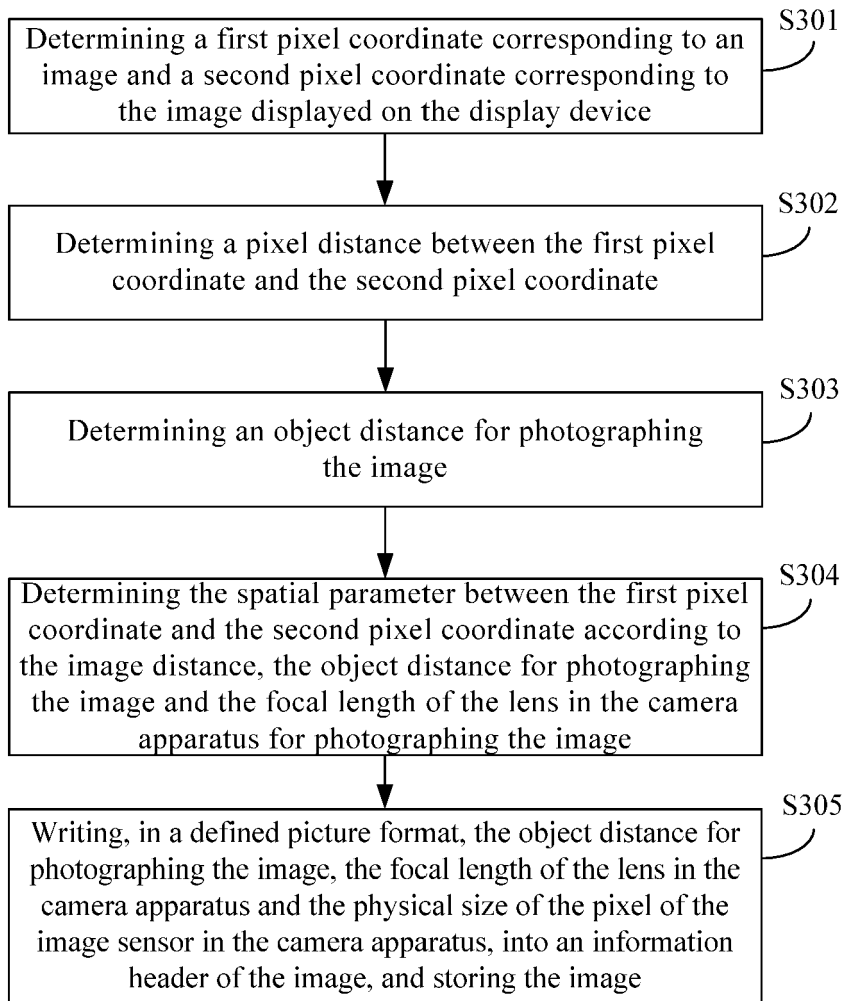 S301
Determining a first pixel coordinate corresponding to an
image and a second pixel coordinate corresponding to
the image displayed on the display device
S302
Determining a pixel distance between the first pixel
coordinate and the second pixel coordinate
S303
Determining an object distance for photographing
the image
S304
Determining the spatial parameter between the first pixel
coordinate and the second pixel coordinate according to
the image distance, the object distance for photographing
the image and the focal length of the lens in the camera
apparatus for photographing the image
S305
Writing, in a defined picture format, the object distance for
photographing the image, the focal length of the lens in the
camera apparatus and the physical size of the pixel of the
image sensor in the camera apparatus, into an information
header of the image, and storing the image